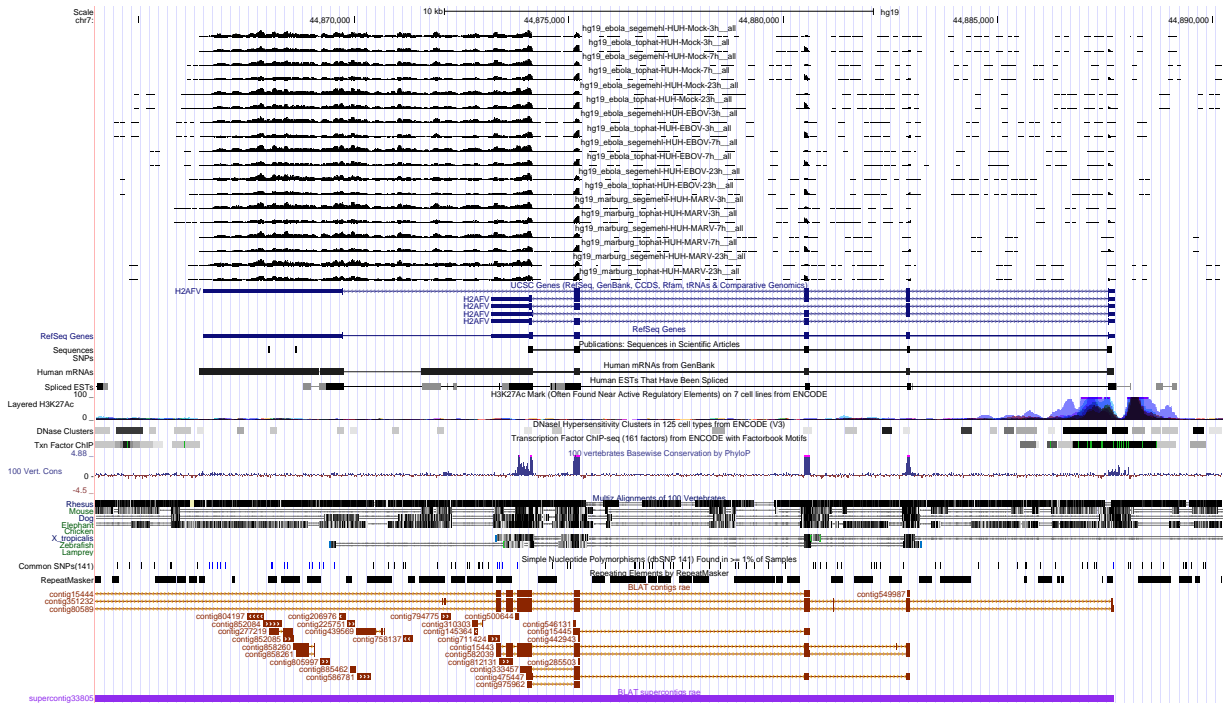 Scale 10 kb hg19
chr7: 44,870,000 44,875,000 44,880,000 44,885,000 44,890,000
hg19_ebola_segemehl-HUH-Mock-3h__all
hg19_ebola_tophat-HUH-Mock-3h__all
hg19_ebola_segemehl-HUH-Mock-7h__all
hg19_ebola_tophat-HUH-Mock-7h__all
hg19_ebola_segemehl-HUH-Mock-23h__all
hg19_ebola_tophat-HUH-Mock-23h__all
hg19_ebola_segemehl-HUH-EBOV-3h__all
hg19_ebola_tophat-HUH-EBOV-3h__all
hg19_ebola_segemehl-HUH-EBOV-7h__all
hg19_ebola_tophat-HUH-EBOV-7h__all
hg19_ebola_segemehl-HUH-EBOV-23h__all
hg19_ebola_tophat-HUH-EBOV-23h__all
hg19_marburg_segemehl-HUH-MARV-3h__all
hg19_marburg_tophat-HUH-MARV-3h__all
hg19_marburg_segemehl-HUH-MARV-7h__all
hg19_marburg_tophat-HUH-MARV-7h__all
hg19_marburg_segemehl-HUH-MARV-23h__all
hg19_marburg_tophat-HUH-MARV-23h__all
UCSC Genes (RefSeq, GenBank, CCDS, Rfam, tRNAs & Comparative Genomics)
H2AFV
H2AFV
H2AFV
H2AFV
H2AFV
RefSeq Genes
RefSeq Genes
Publications: Sequences in Scientific Articles
Sequences
SNPs
Human mRNAs from GenBank
Human mRNAs
Human ESTs That Have Been Spliced
Spliced ESTs
H3K27Ac Mark (Often Found Near Active Regulatory Elements) on 7 cell lines from ENCODE
100
Layered H3K27Ac
0
DNaseI Hypersensitivity Clusters in 125 cell types from ENCODE (V3)
DNase Clusters
Transcription Factor ChIP-seq (161 factors) from ENCODE with Factorbook Motifs
Txn Factor ChIP
100 vertebrates Basewise Conservation by PhyloP
4.88
100 Vert. Cons
0
-4.5
Multiz Alignments of 100 Vertebrates
Rhesus
Mouse
Dog
Elephant
Chicken
X_tropicalis
Zebrafish
Lamprey
Simple Nucleotide Polymorphisms (dbSNP 141) Found in >= 1% of Samples
Common SNPs(141)
Repeating Elements by RepeatMasker
RepeatMasker
BLAT contigs rae
contig15444 contig549987
contig351232
contig80589
contig804197 contig206976 contig794775 contig500644
contig852084 contig225751 contig310303 contig546131
contig277219 contig439569 contig145364 contig15445
contig852085 contig758137 contig711424 contig442943
contig858260 contig15443
contig858261 contig582039
contig805997 contig812131 contig285503
contig885462 contig333457
contig586781 contig475447
contig975962
BLAT supercontigs rae
supercontig33805